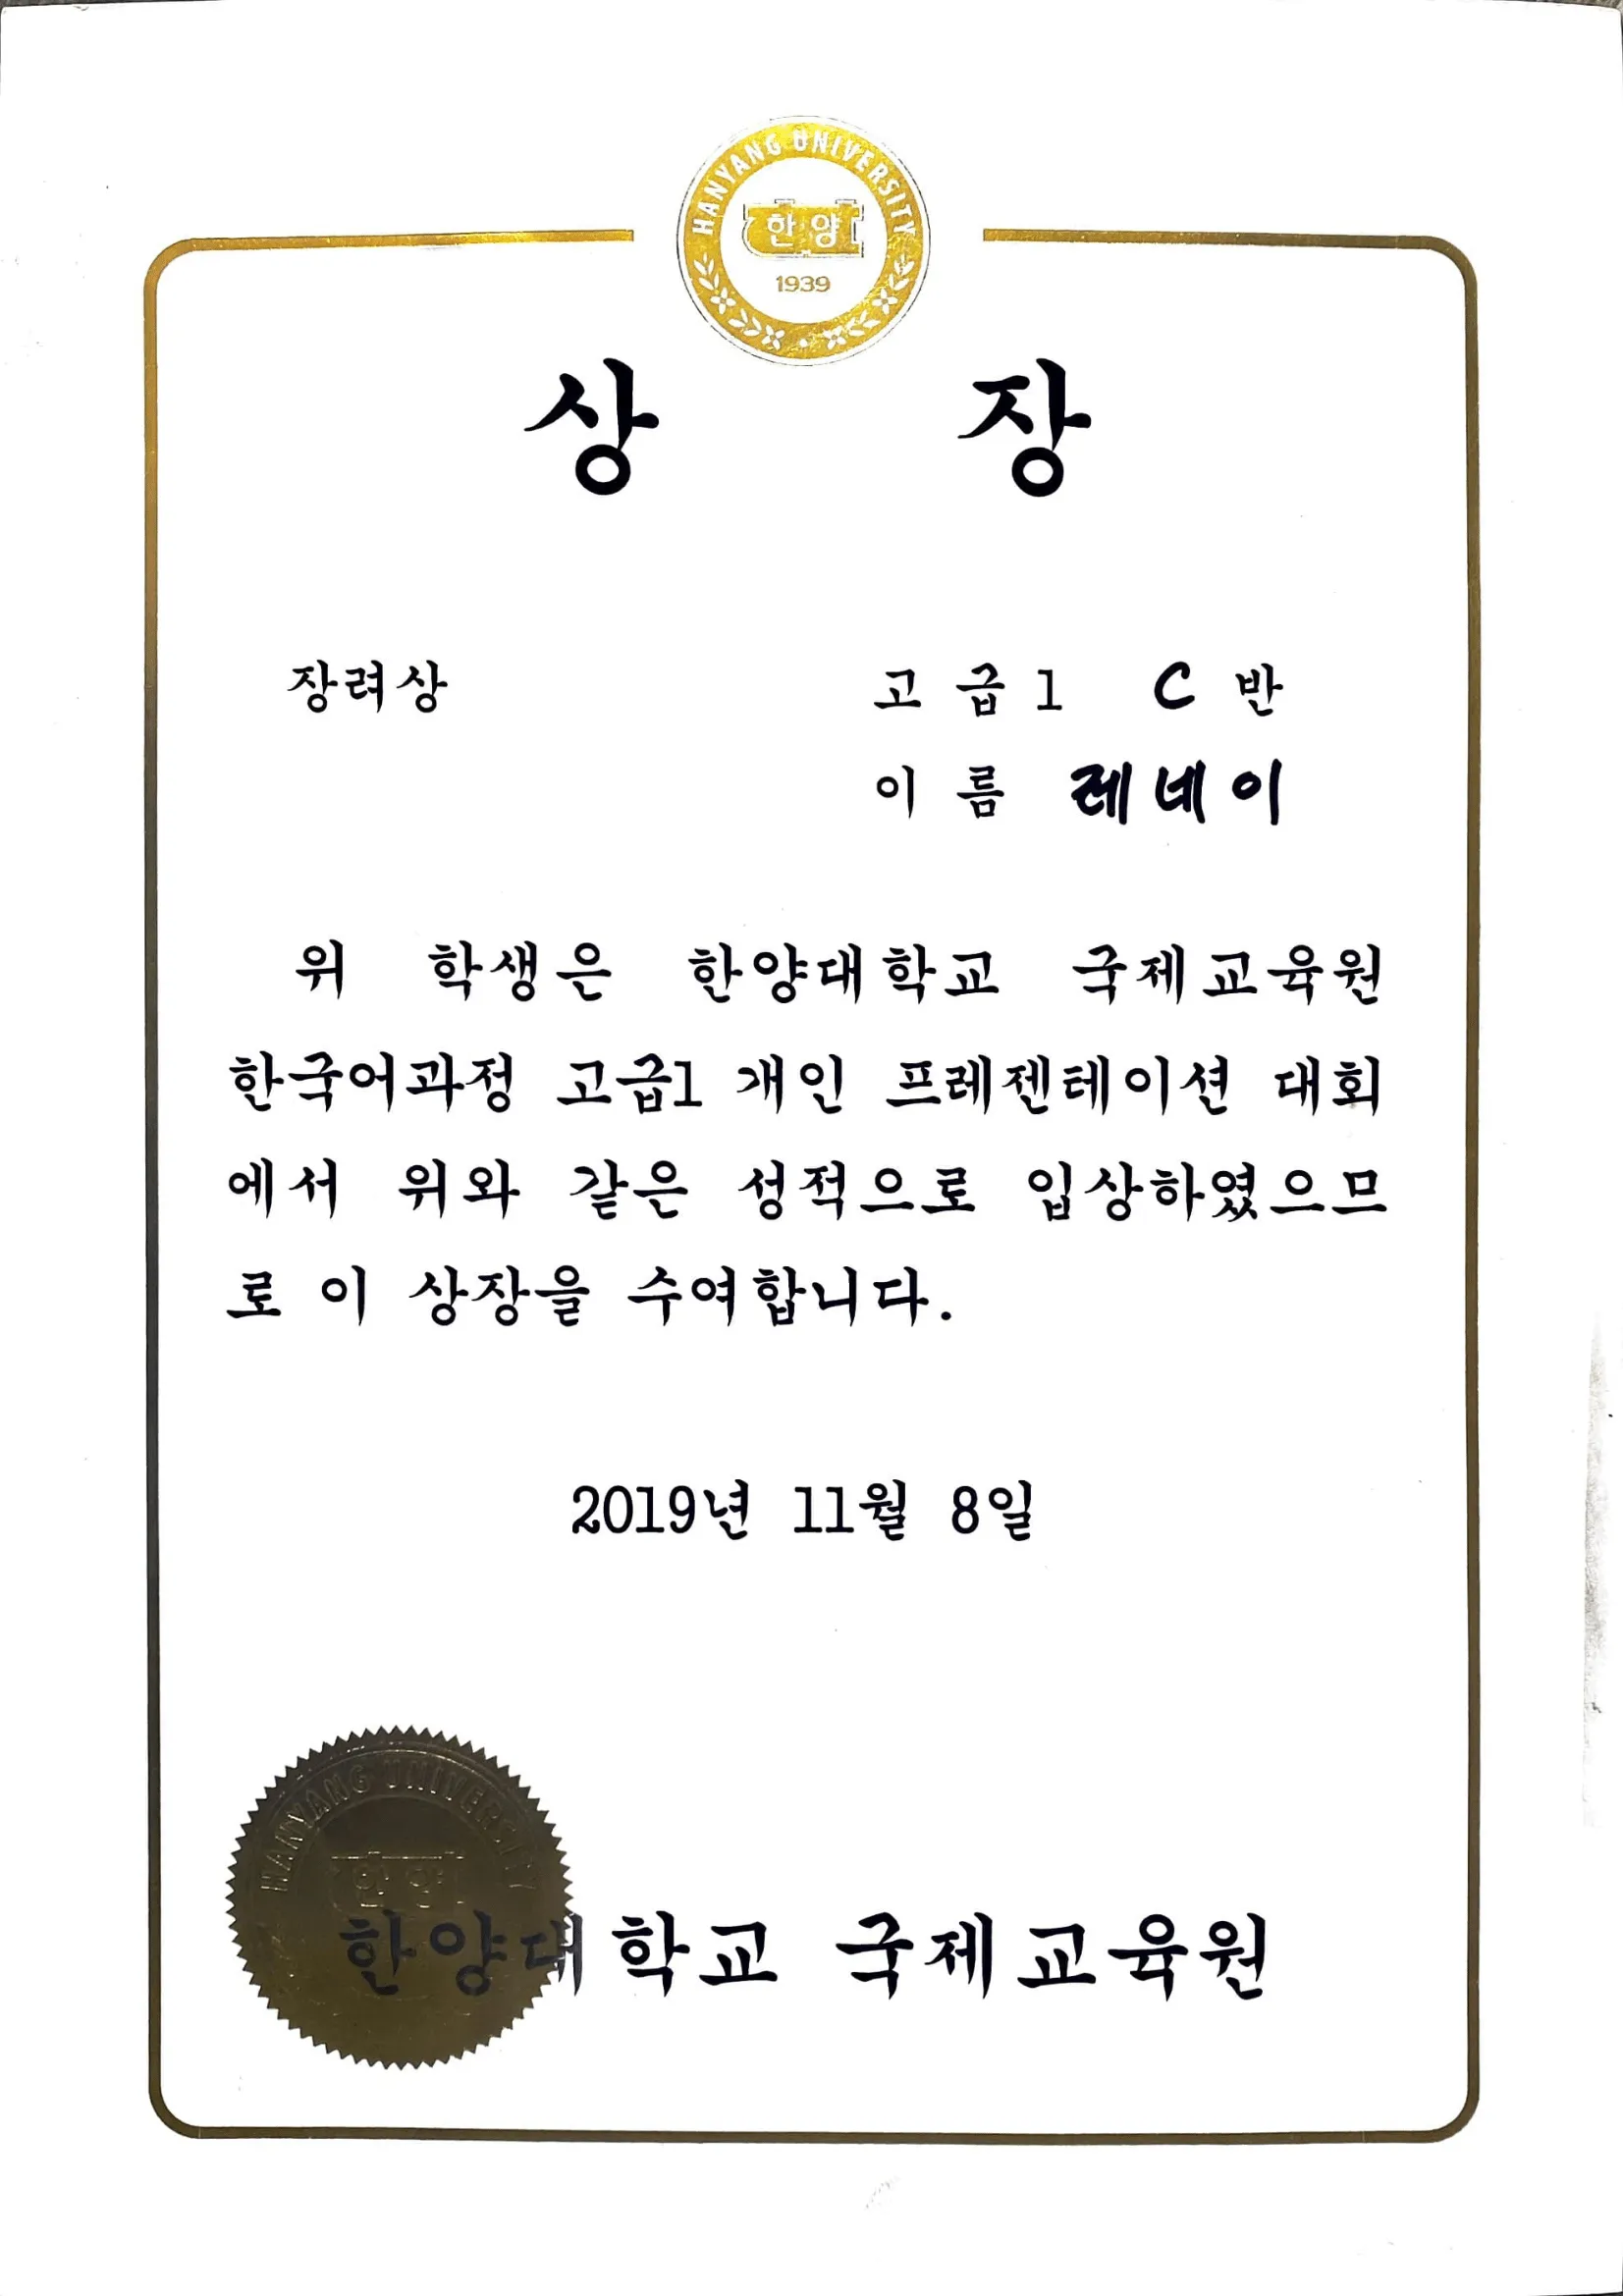 HANYANG UNIVERSITY
한양
1939
상 장
장려상
고 급 1 C 반
이 름 레네이
위 학생은 한양대학교 국제교육원
한국어과정 고급1 개인 프레젠테이션 대회
에서 위와 같은 성적으로 입상하였으므
로 이 상장을 수여합니다.
2019년 11월 8일
HANYANG UNIVERSITY
한양
한양대학교 국제교육원